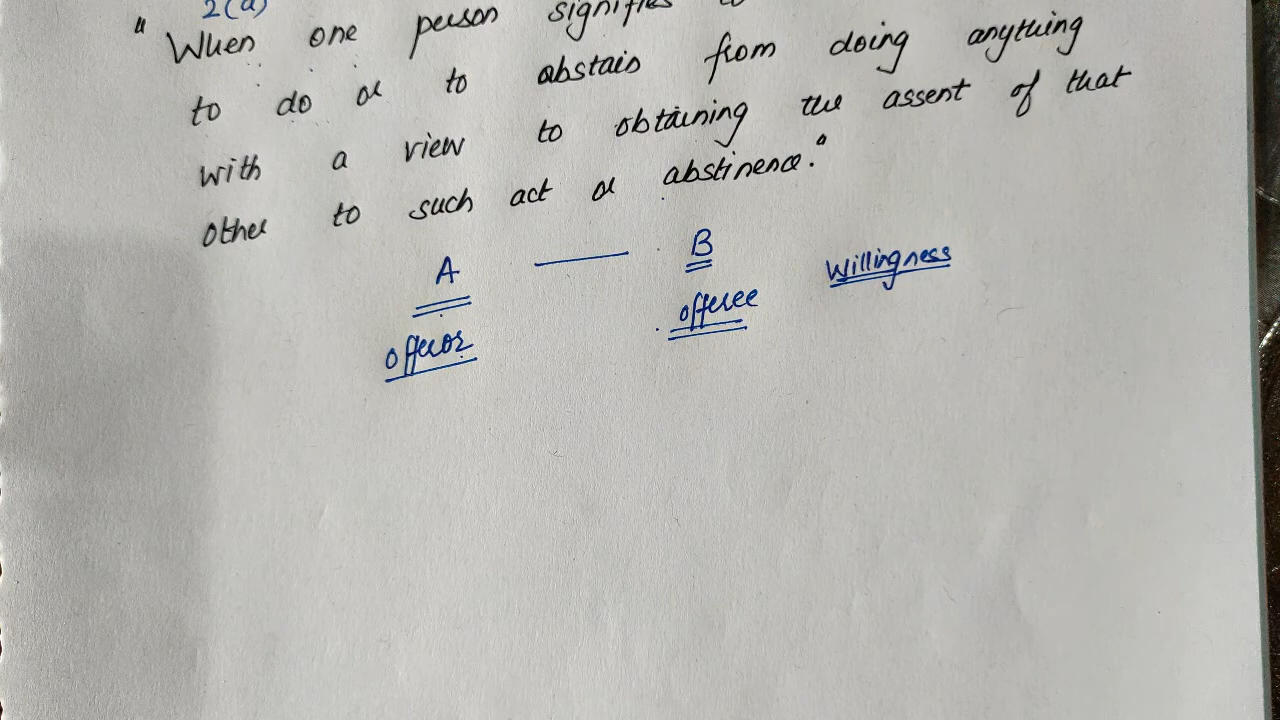 2(a)
"When one person signifies
to do or to abstain from doing anything
with a view to obtaining the assent of that
other to such act or abstinence."
A — B Willingness
offeror offeree